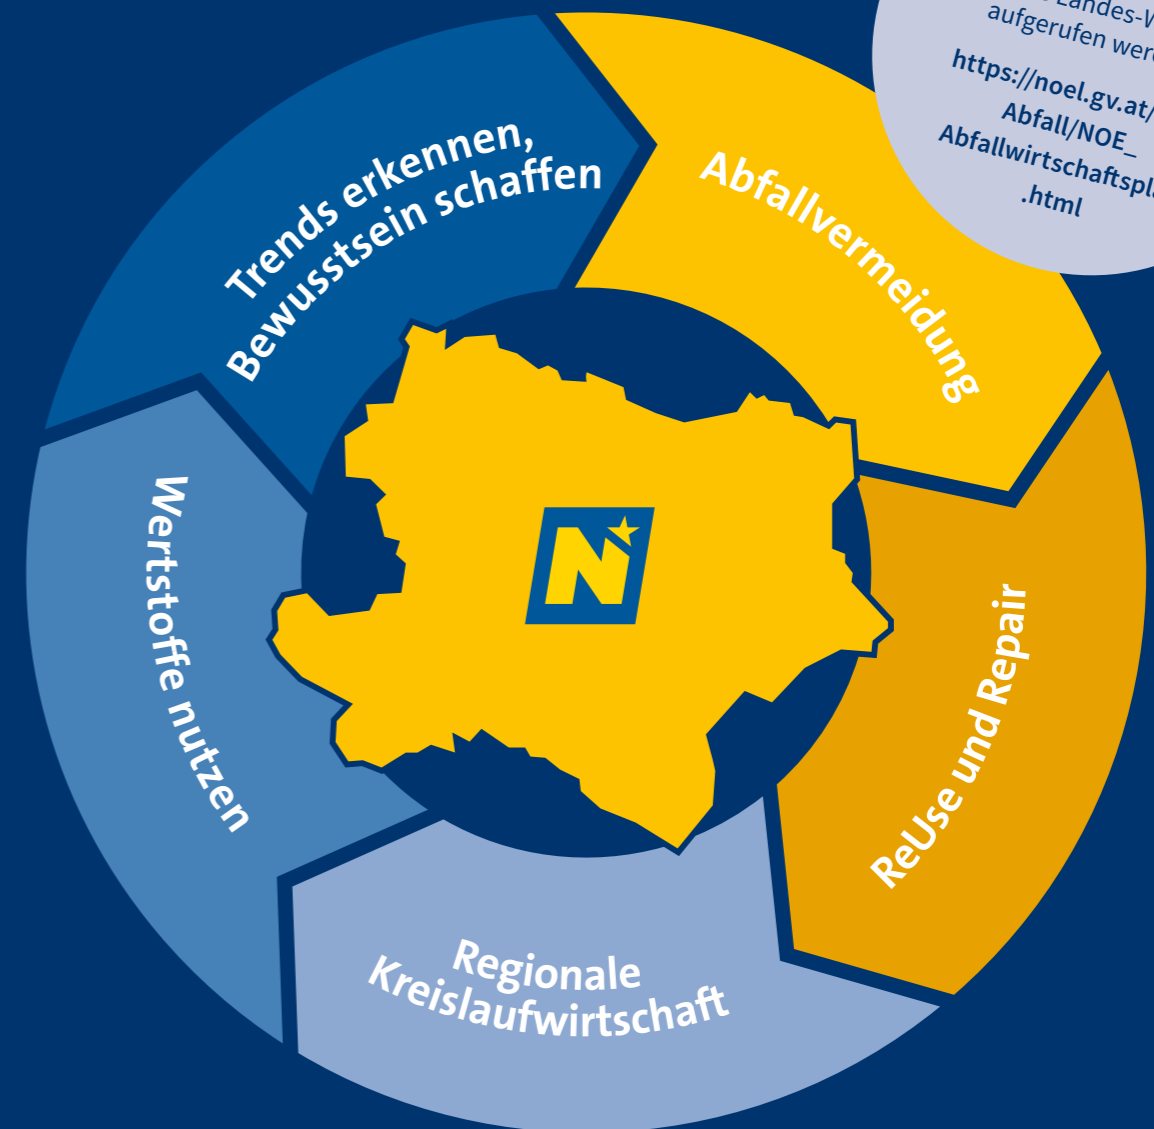 Trends erkennen,
Bewusstsein schaffen
Abfallvermeidung
ReUse und Repair
Regionale
Kreislaufwirtschaft
Wertstoffe nutzen
N
aufgerufen
https://noel.gv.at/
Abfall/NOE_
.html